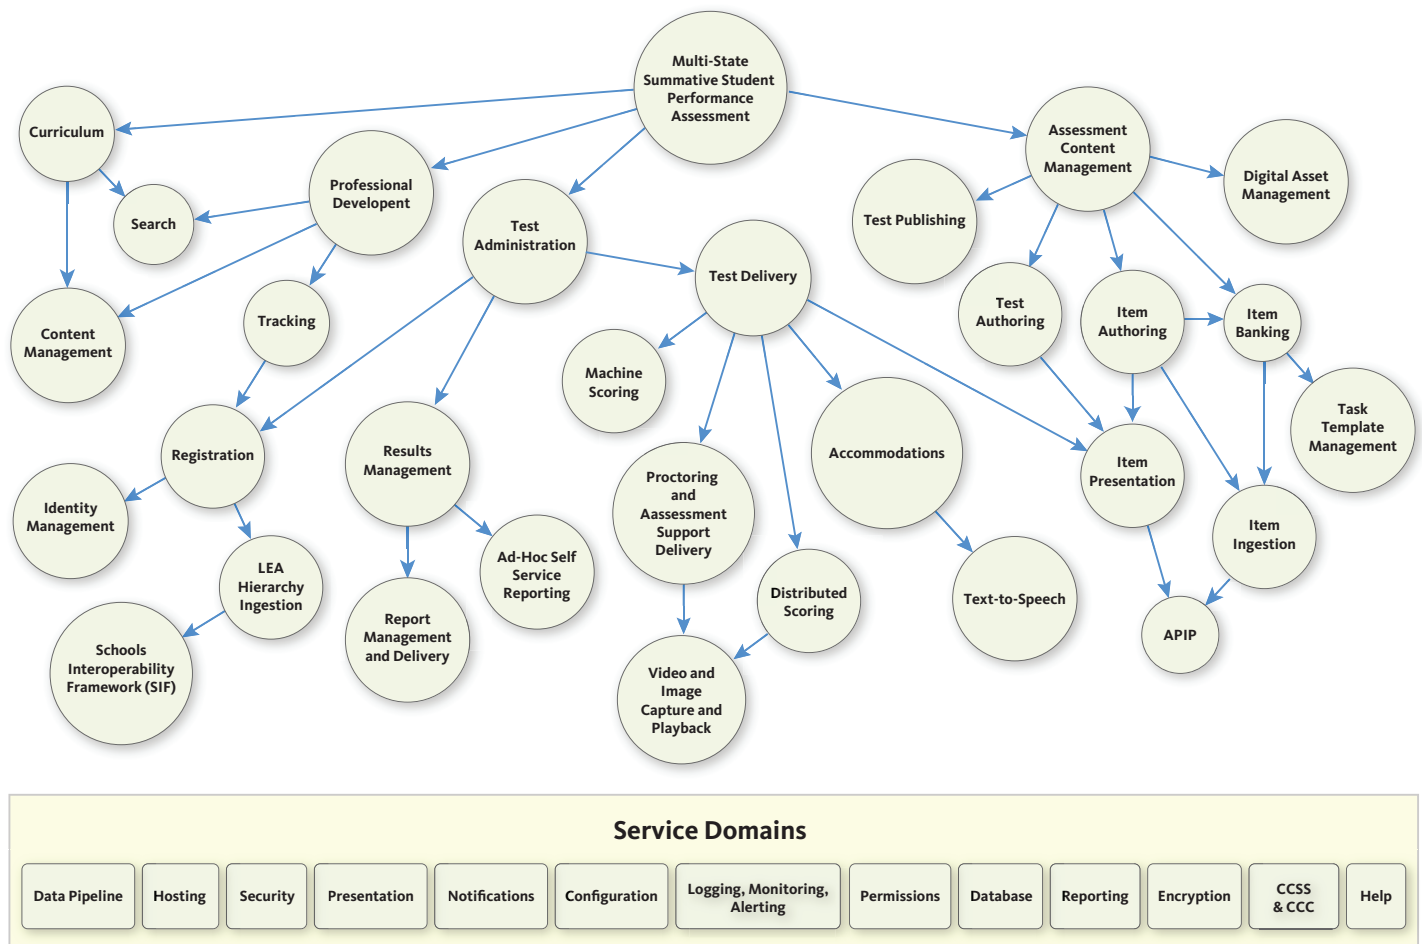 Multi-State
Summative Student
Performance
Assessment
Curriculum
Assessment
Content
Management
Digital Asset
Management
Professional
Developent
Search
Test
Administration
Test Publishing
Test Delivery
Content
Management
Tracking
Test
Authoring
Item
Authoring
Item
Banking
Machine
Scoring
Task
Template
Management
Registration
Results
Management
Accommodations
Item
Presentation
Identity
Management
Proctoring
and
Aassessment
Support
Delivery
Item
Ingestion
LEA
Hierarchy
Ingestion
Ad-Hoc Self
Service
Reporting
Distributed
Scoring
Text-to-Speech
APIP
Schools
Interoperability
Framework (SIF)
Report
Management
and Delivery
Video and
Image
Capture and
Playback
Service Domains
Data Pipeline
Hosting
Security
Presentation
Notifications
Configuration
Logging, Monitoring,
Alerting
Permissions
Database
Reporting
Encryption
CCSS
& CCC
Help